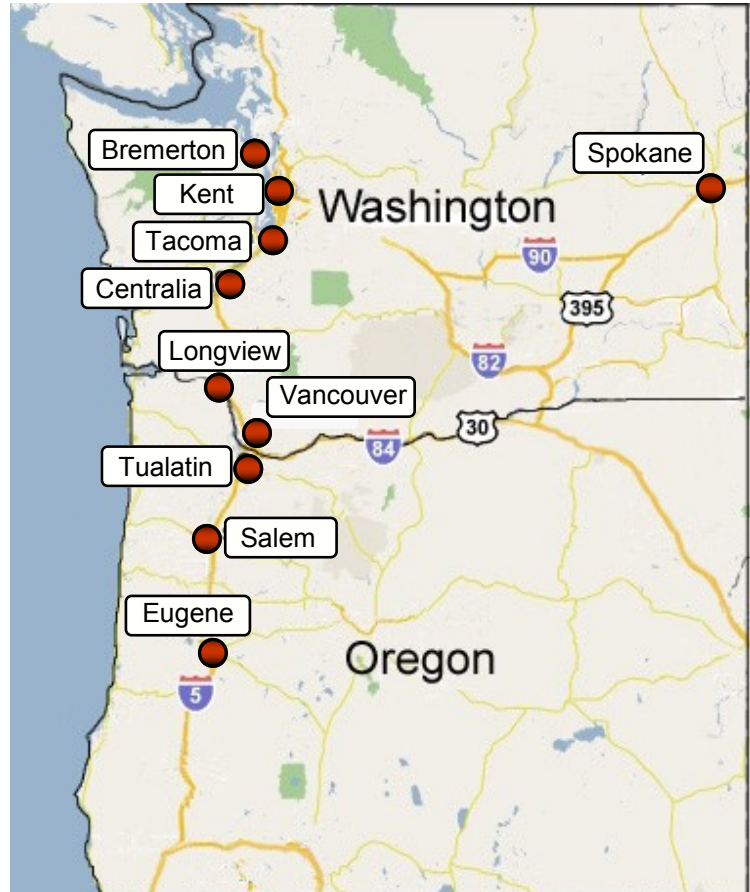 Bremerton
Spokane
Kent
Washington
Tacoma
90
Centralia
395
Longview
82
Vancouver
30
84
Tualatin
Salem
Eugene
Oregon
5